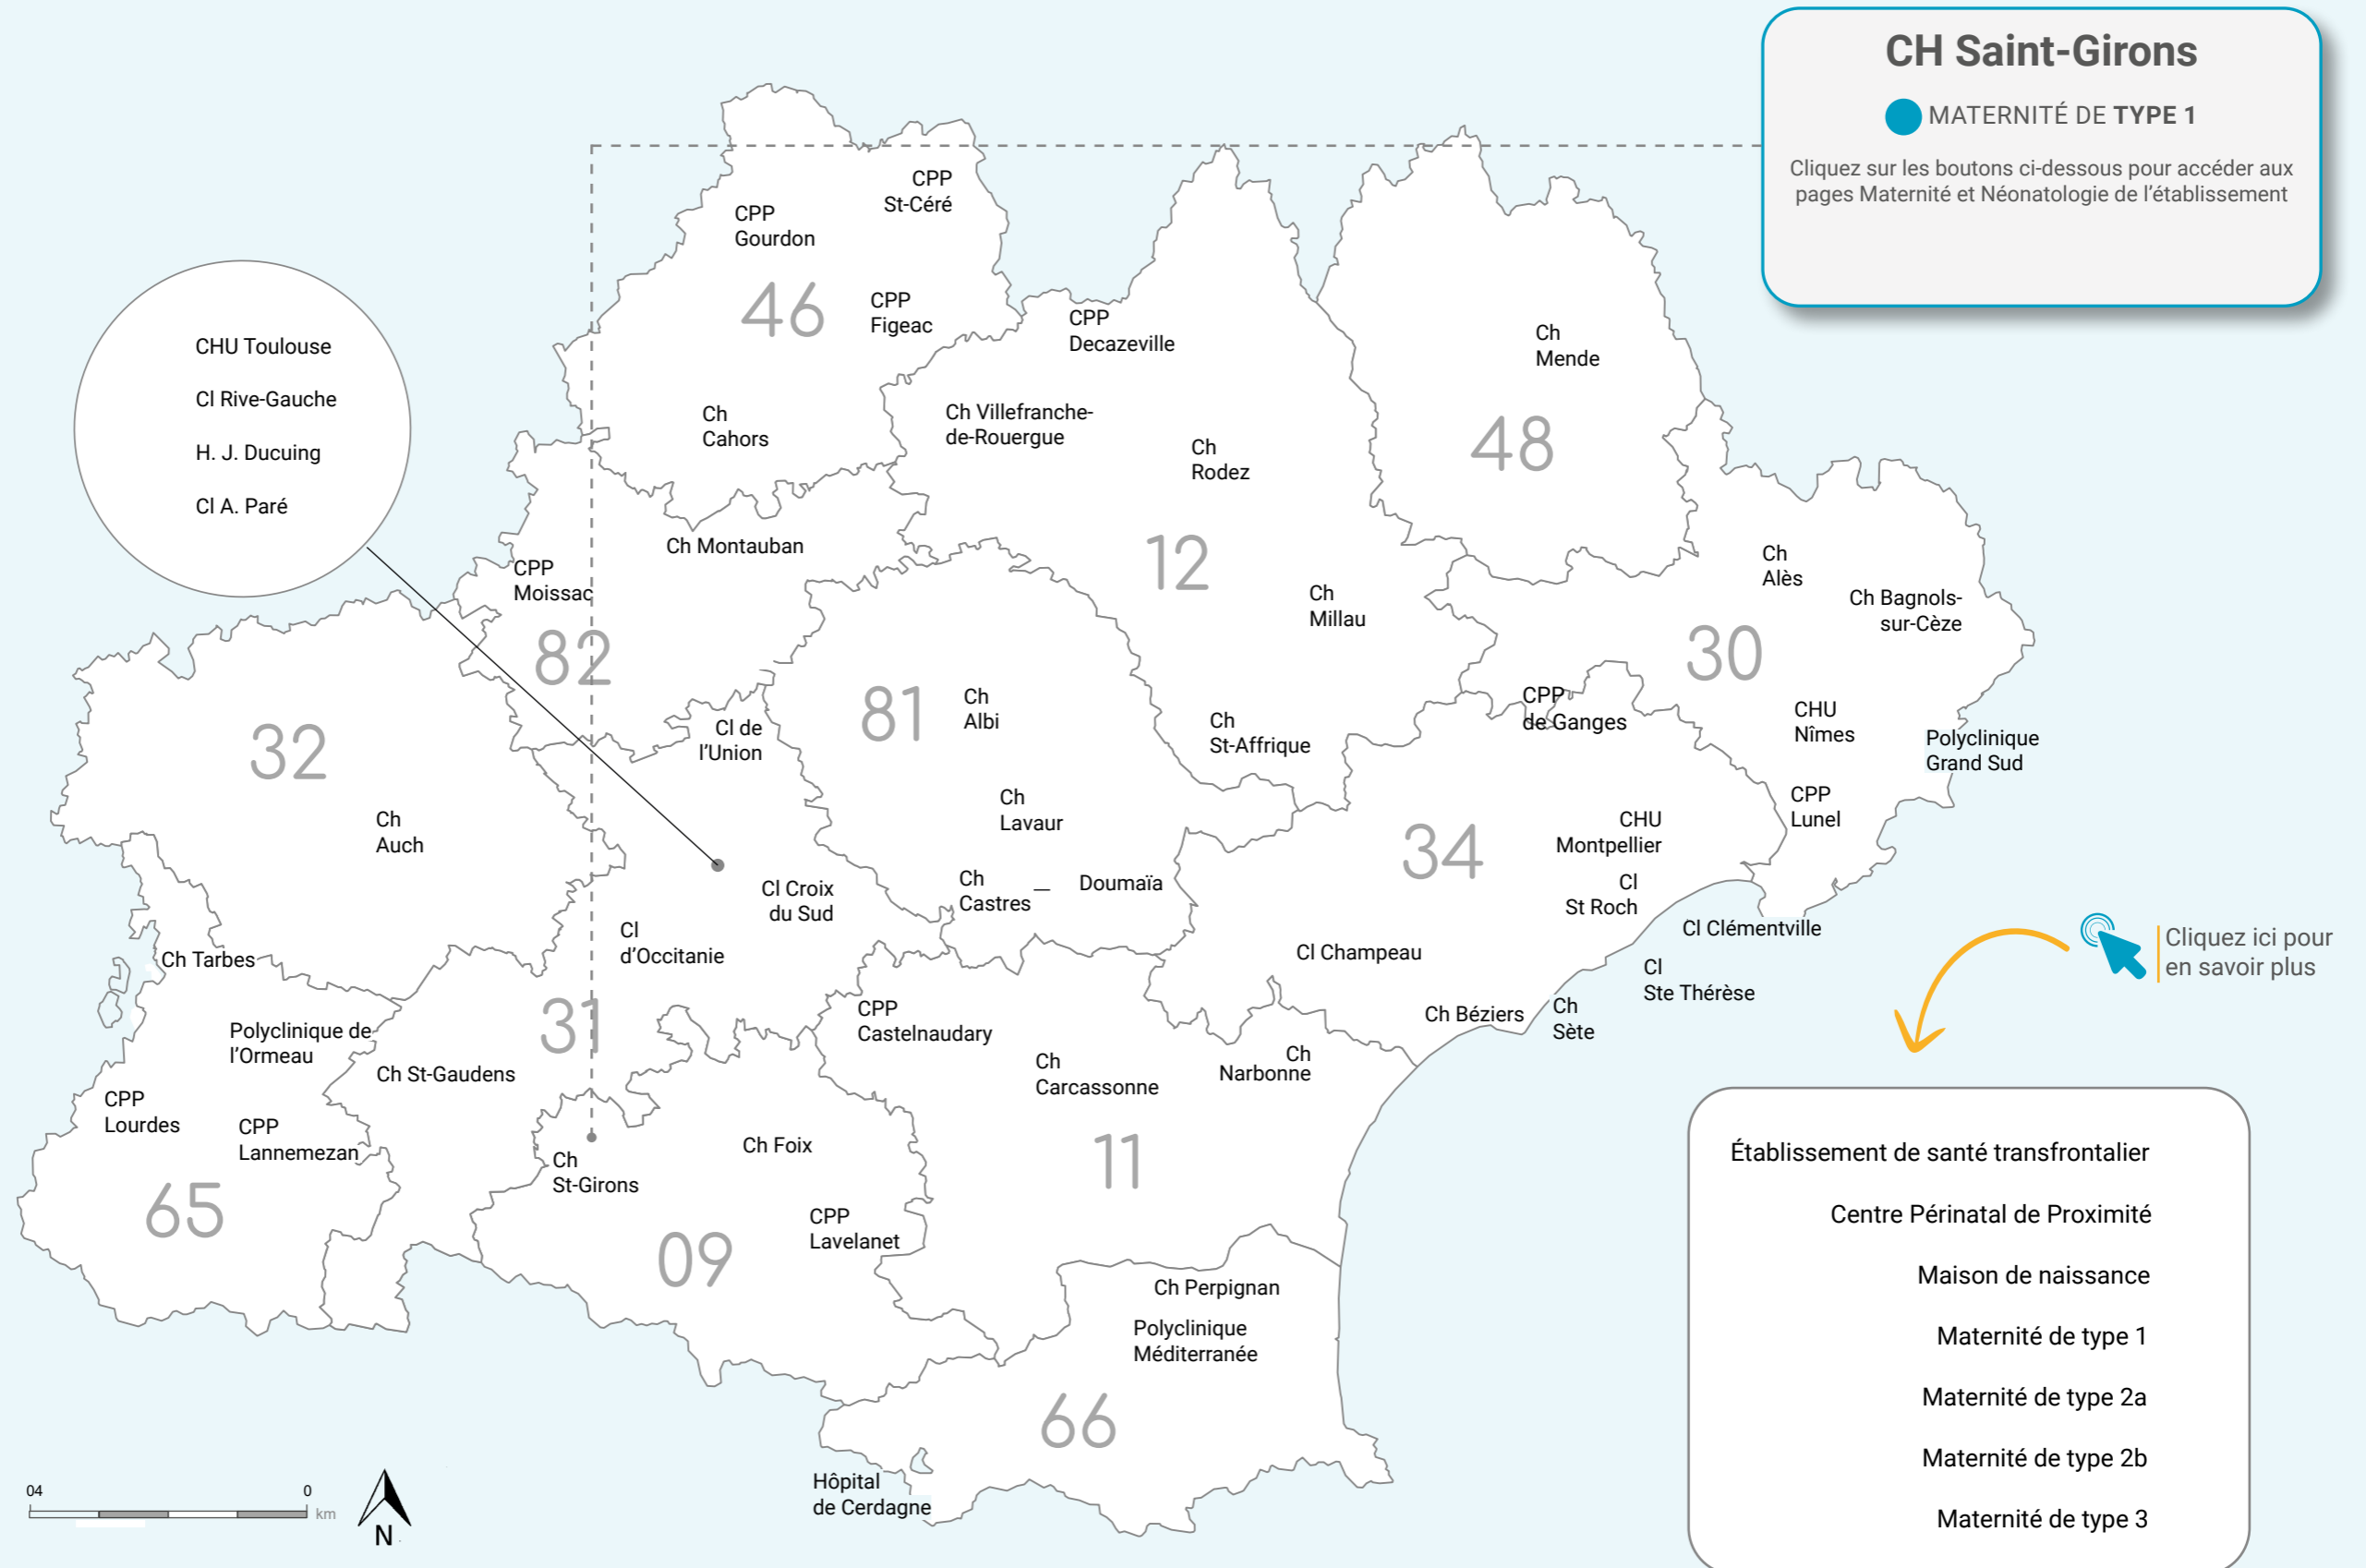 CH Saint-Girons
MATERNITÉ DE TYPE 1
Cliquez sur les boutons ci-dessous pour accéder aux
pages Maternité et Néonatologie de l'établissement
CPP
St-Céré
CPP
Gourdon
46
CPP
Figeac
Ch
Cahors
CHU Toulouse
Cl Rive-Gauche
H. J. Ducuing
Cl A. Paré
CPP
Decazeville
Ch Villefranche-
de-Rouergue
Ch
Rodez
12
Ch
Millau
Ch
St-Affrique
Ch
Mende
48
Ch Montauban
CPP
Moissac
82
Ch
Alès
Ch Bagnols-
sur-Cèze
30
CHU
Nîmes
Polyclinique
Grand Sud
CPP
Lunel
CPP
de Ganges
32
Ch
Auch
81
Ch
Albi
Ch
Lavaur
Ch
Castres
Doumaïa
Cl de
l'Union
Cl Croix
du Sud
Cl
d'Occitanie
31
Ch St-Gaudens
34
CHU
Montpellier
Cl
St Roch
Cl Clémentville
Cl Champeau
Cl
Ste Thérèse
Ch Béziers
Ch
Sète
Cliquez ici pour
en savoir plus
Ch Tarbes
Polyclinique de
l'Ormeau
CPP
Lourdes
CPP
Lannemezan
65
CPP
Castelnaudary
Ch
Carcassonne
Ch
Narbonne
11
Ch
St-Girons
Ch Foix
CPP
Lavelanet
09
Ch Perpignan
Polyclinique
Méditerranée
66
Hôpital
de Cerdagne
Établissement de santé transfrontalier
Centre Périnatal de Proximité
Maison de naissance
Maternité de type 1
Maternité de type 2a
Maternité de type 2b
Maternité de type 3
04
0
km
N